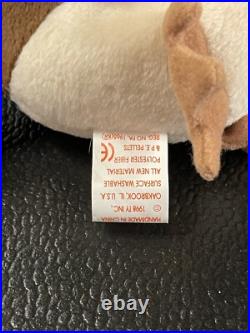 HANDMADE IN CHINA
© 1998 TY INC.,
OAKBROOK, IL. U.S.A.
SURFACE WASHABLE
ALL NEW MATERIAL
POLYESTER FIBER
& P.E. PELLETS
CE
REG. NO PA. 1965(KR)